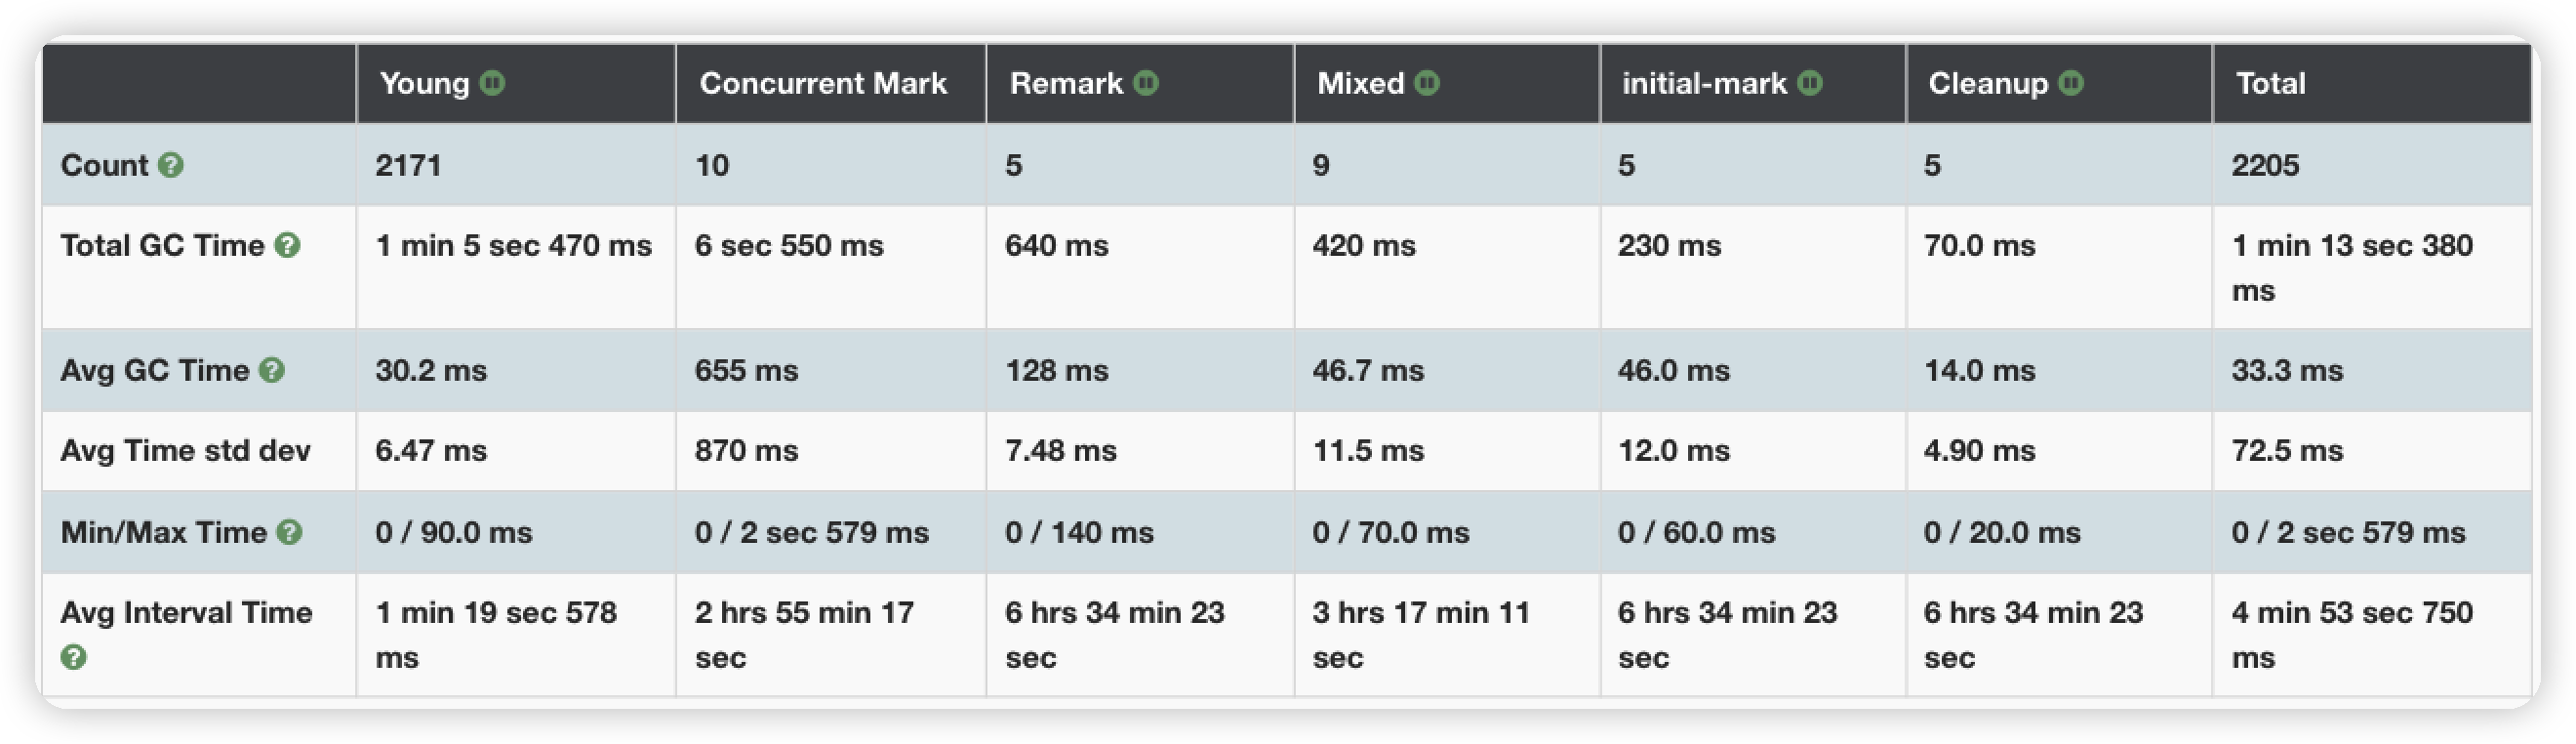 Young Concurrent Mark Remark Mixed initial-mark Cleanup Total
Count ? 2171 10 5 9 5 5 2205
Total GC Time ? 1 min 5 sec 470 ms 6 sec 550 ms 640 ms 420 ms 230 ms 70.0 ms 1 min 13 sec 380
ms
Avg GC Time ? 30.2 ms 655 ms 128 ms 46.7 ms 46.0 ms 14.0 ms 33.3 ms
Avg Time std dev 6.47 ms 870 ms 7.48 ms 11.5 ms 12.0 ms 4.90 ms 72.5 ms
Min/Max Time ? 0 / 90.0 ms 0 / 2 sec 579 ms 0 / 140 ms 0 / 70.0 ms 0 / 60.0 ms 0 / 20.0 ms 0 / 2 sec 579 ms
Avg Interval Time 1 min 19 sec 578 2 hrs 55 min 17 6 hrs 34 min 23 3 hrs 17 min 11 6 hrs 34 min 23 6 hrs 34 min 23 4 min 53 sec 750
? ms sec sec sec sec sec ms